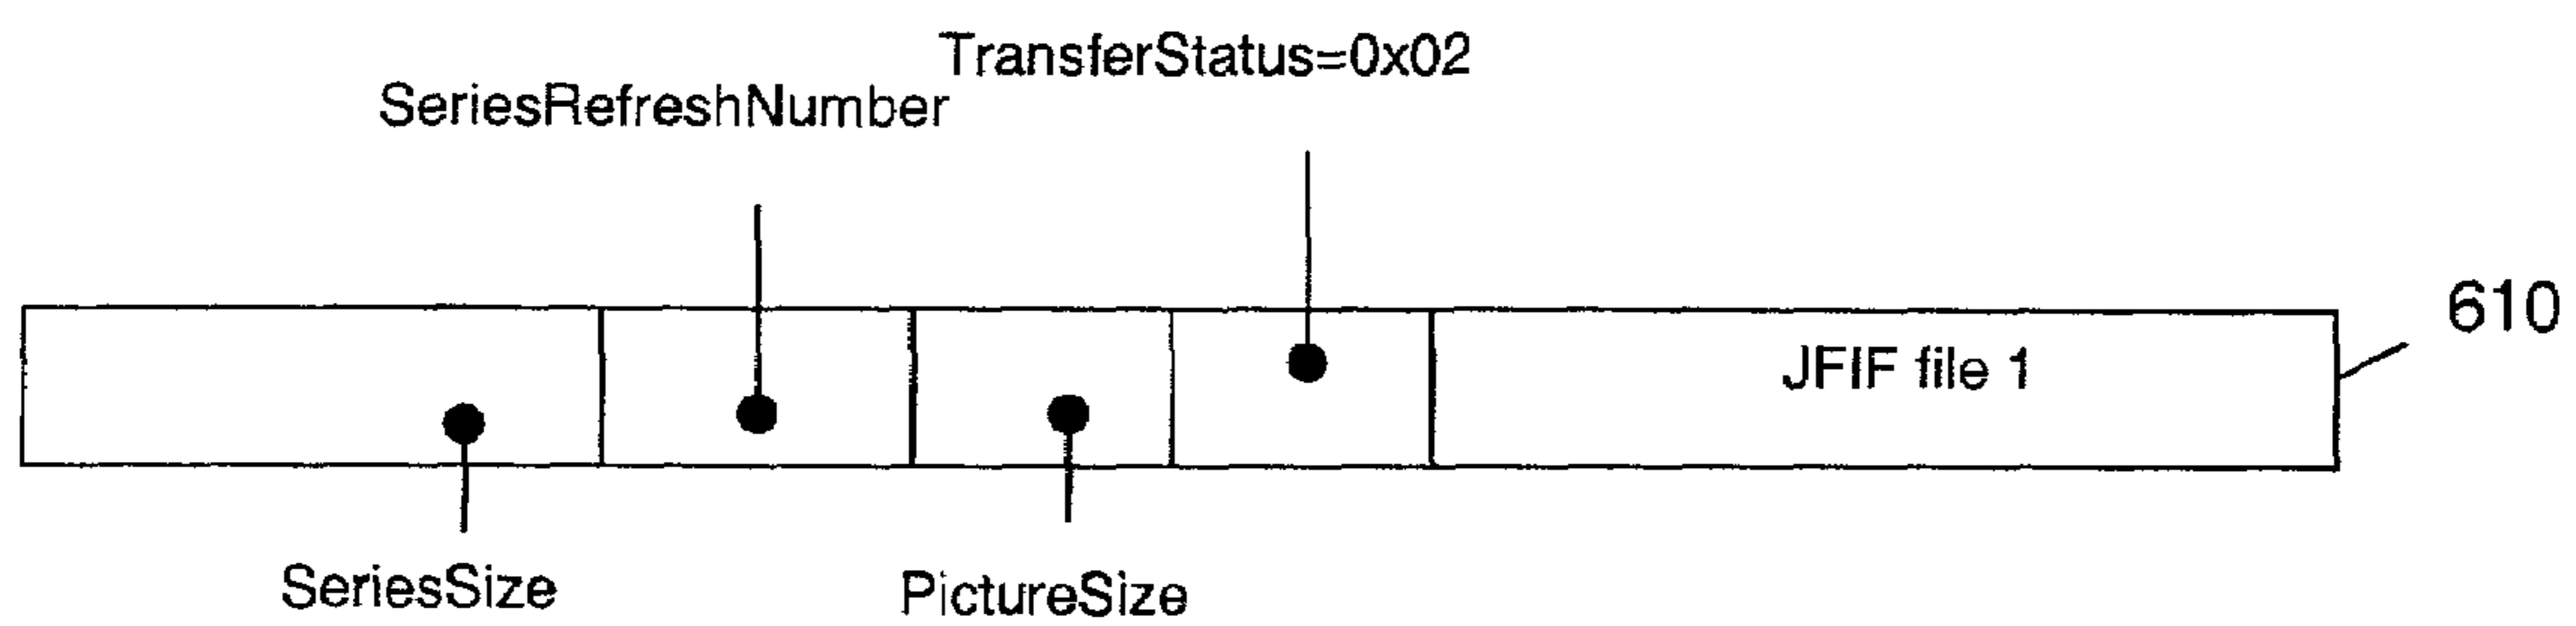 TransferStatus=0x02
SeriesRefreshNumber
610
JFIF file 1
SeriesSize
PictureSize